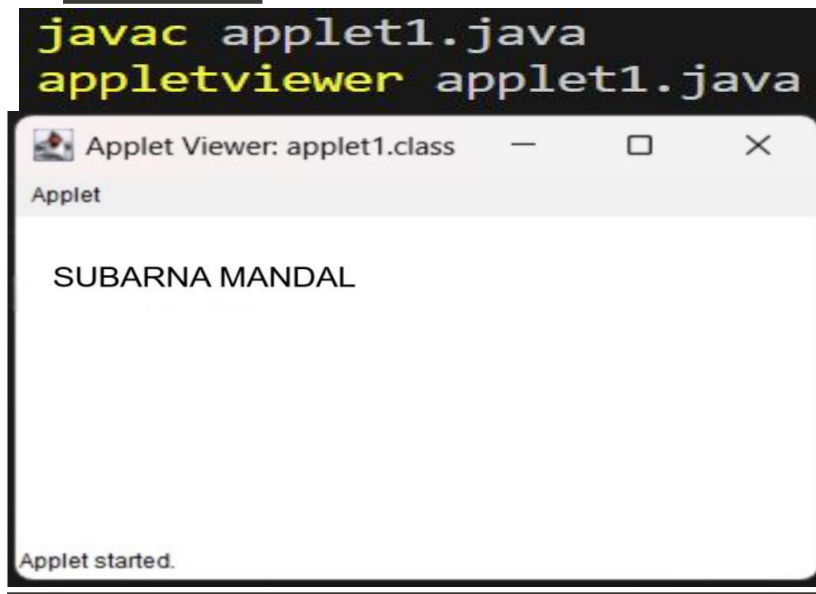 javac applet1.java
appletviewer applet1.java
Applet Viewer: applet1.class
Applet
SUBARNA MANDAL
Applet started.